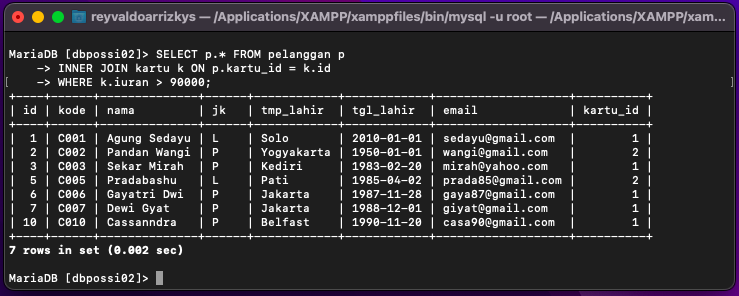 reyvaldoarrizkys — /Applications/XAMPP/xamppfiles/bin/mysql -u root — /Applications/XAMPP/xam...
MariaDB [dbpossi02]> SELECT p.* FROM pelanggan p
    -> INNER JOIN kartu k ON p.kartu_id = k.id
[    -> WHERE k.iuran > 90000;                                                  ]
+----+------+--------------+------+------------+------------+-------------------+----------+
| id | kode | nama         | jk   | tmp_lahir  | tgl_lahir  | email             | kartu_id |
+----+------+--------------+------+------------+------------+-------------------+----------+
|  1 | C001 | Agung Sedayu | L    | Solo       | 2010-01-01 | sedayu@gmail.com  |        1 |
|  2 | C002 | Pandan Wangi | P    | Yogyakarta | 1950-01-01 | wangi@gmail.com   |        2 |
|  3 | C003 | Sekar Mirah  | P    | Kediri     | 1983-02-20 | mirah@yahoo.com   |        1 |
|  5 | C005 | Pradabashu   | L    | Pati       | 1985-04-02 | prada85@gmail.com |        2 |
|  6 | C006 | Gayatri Dwi  | P    | Jakarta    | 1987-11-28 | gaya87@gmail.com  |        1 |
|  7 | C007 | Dewi Gyat    | P    | Jakarta    | 1988-12-01 | giyat@gmail.com   |        1 |
| 10 | C010 | Cassanndra   | P    | Belfast    | 1990-11-20 | casa90@gmail.com  |        1 |
+----+------+--------------+------+------------+------------+-------------------+----------+
7 rows in set (0.002 sec)
MariaDB [dbpossi02]>